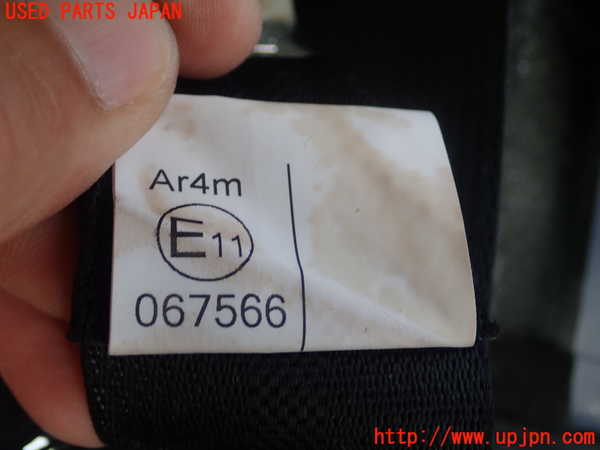 USED PARTS JAPAN
Ar4m
E11
067566
http://www.upjpn.com/